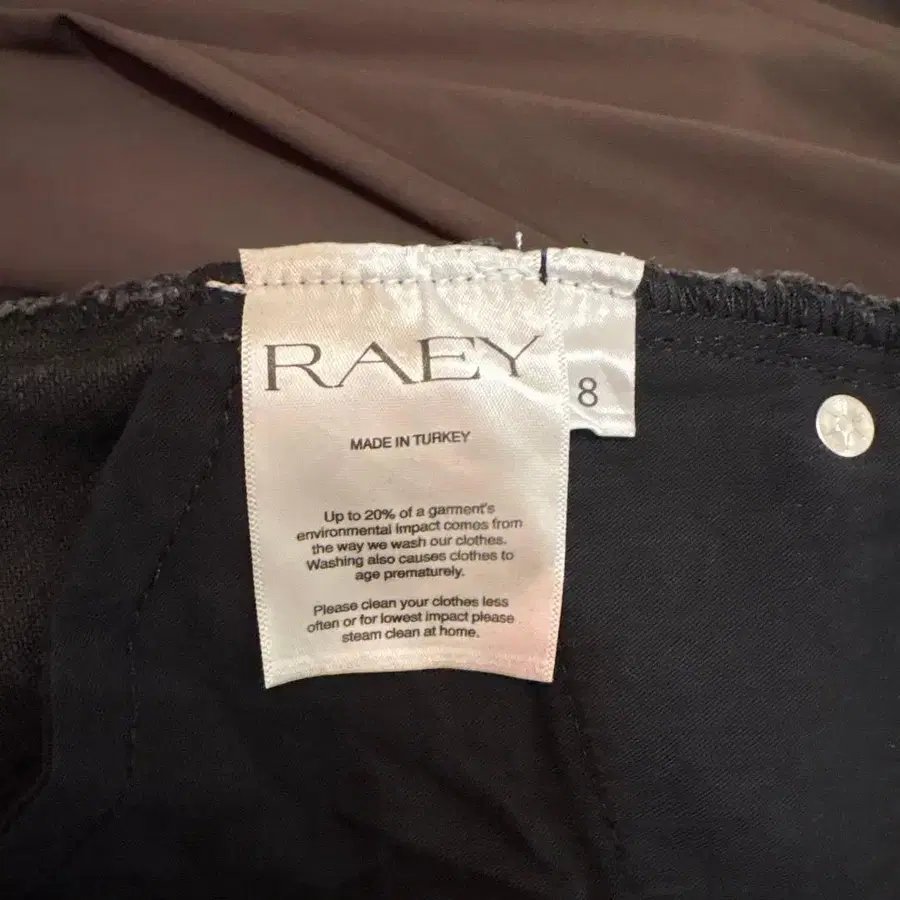 RAEY
8
MADE IN TURKEY
Up to 20% of a garment's
environmental impact comes from
the way we wash our clothes.
Washing also causes clothes to
age prematurely.
Please clean your clothes less
often or for lowest impact please
steam clean at home.